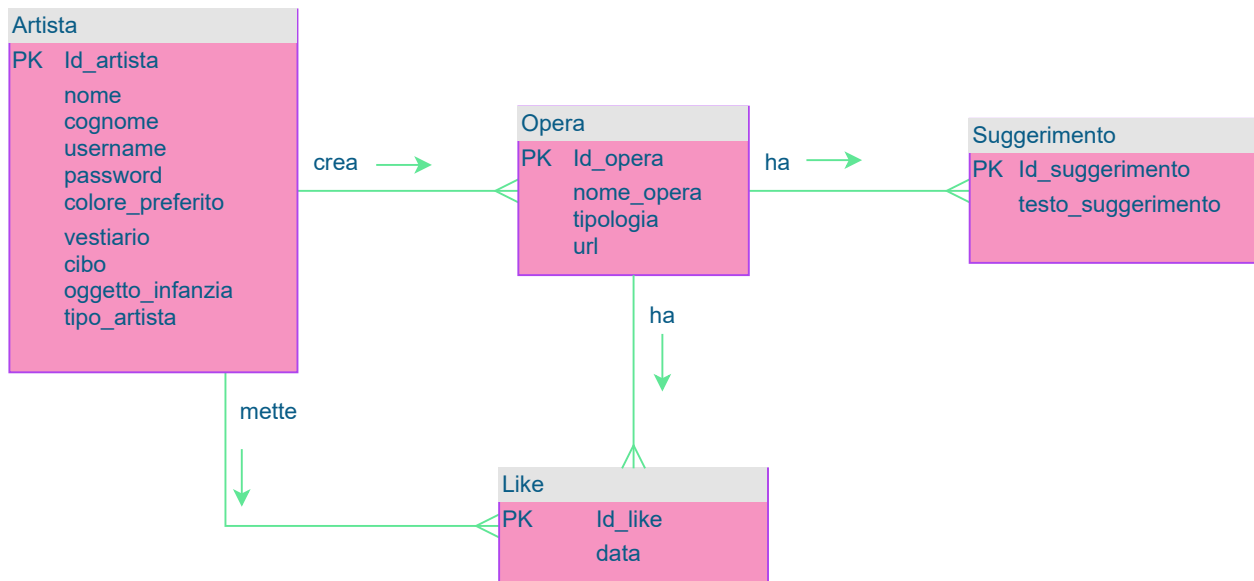 Artista
PK Id_artista
nome
cognome
username
password
colore_preferito
vestiario
cibo
oggetto_infanzia
tipo_artista
crea
Opera
PK Id_opera
nome_opera
tipologia
url
ha
Suggerimento
PK Id_suggerimento
testo_suggerimento
ha
mette
Like
PK Id_like
data